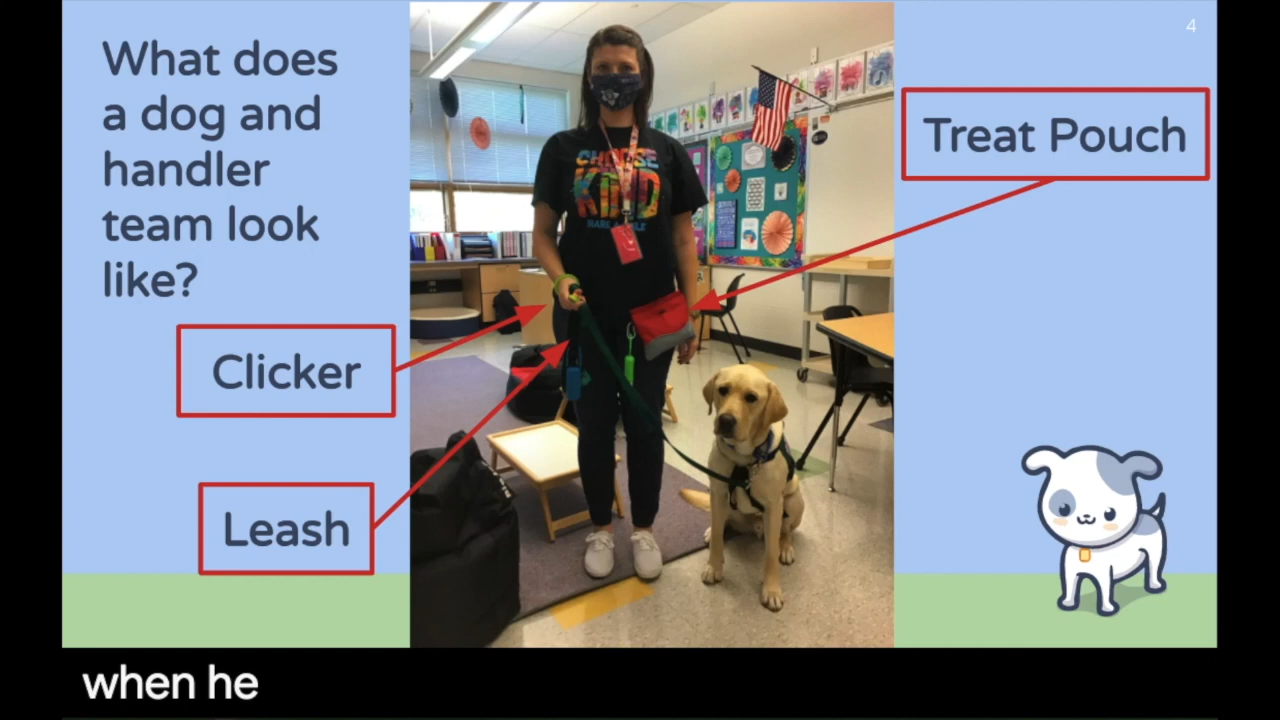 4
What does
a dog and
handler
team look
like?
Treat Pouch
Clicker
Leash
CHOOSE
KIND
when he